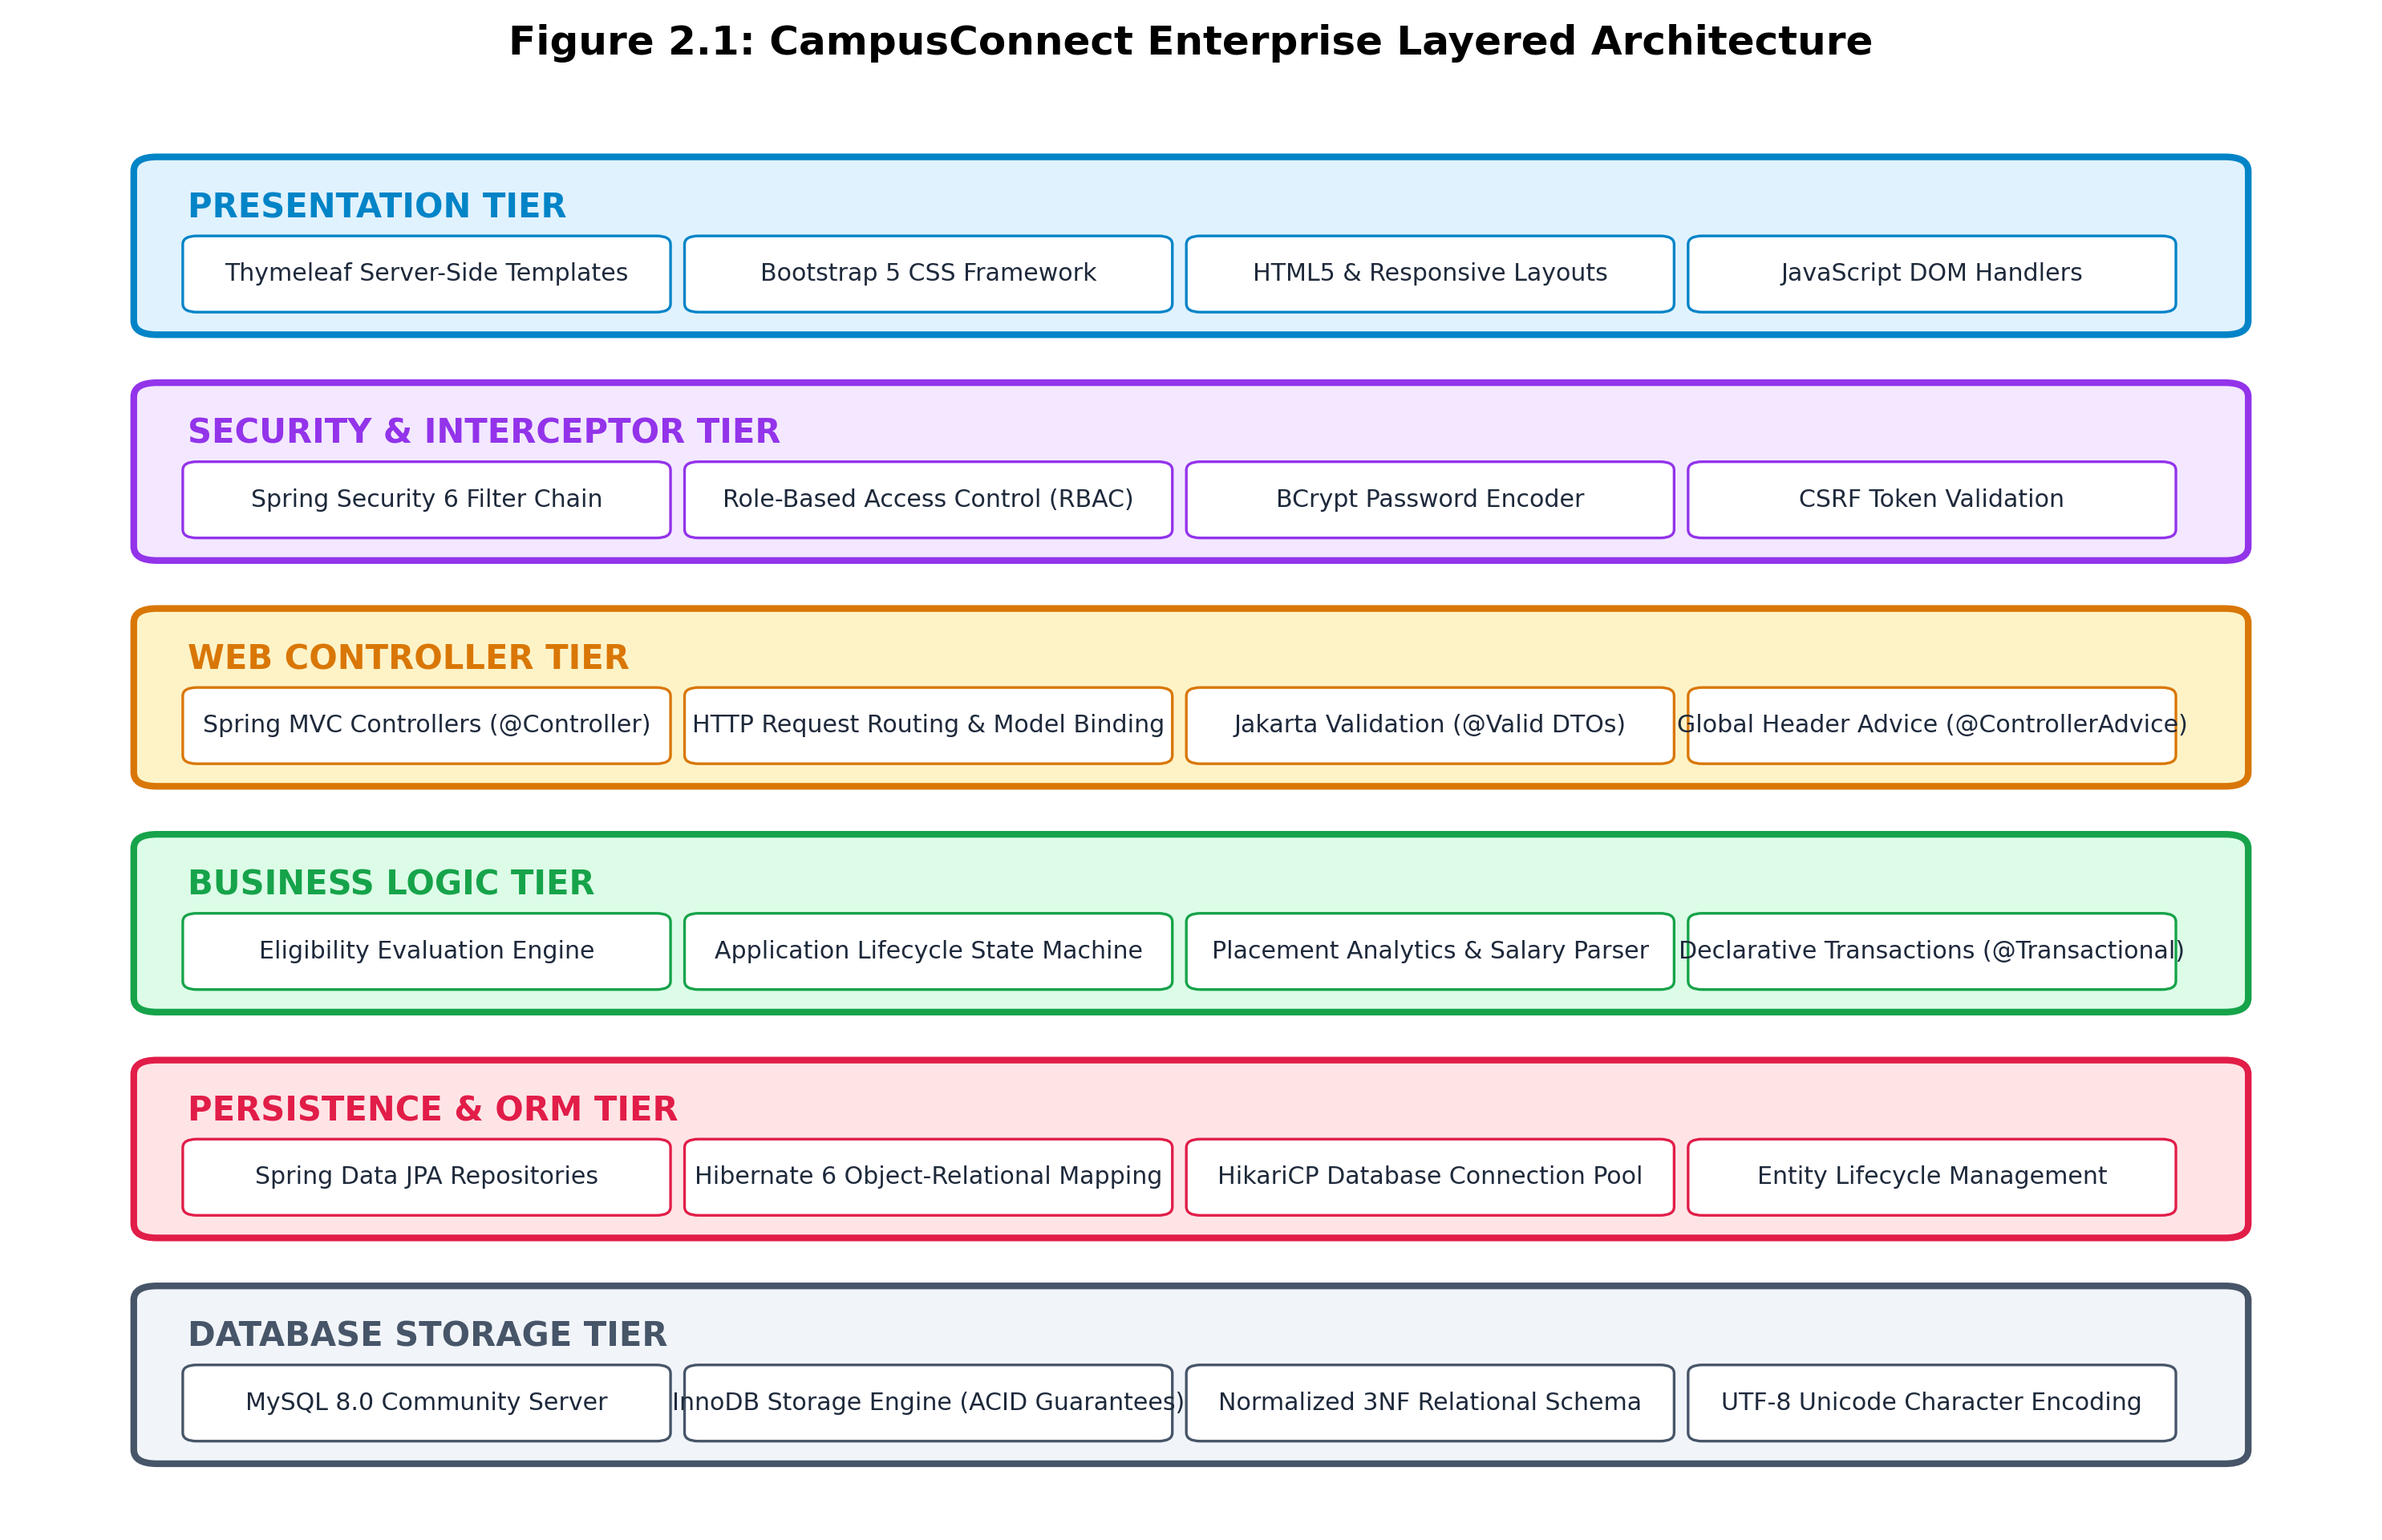 Figure 2.1: CampusConnect Enterprise Layered Architecture
PRESENTATION TIER
Thymeleaf Server-Side Templates
Bootstrap 5 CSS Framework
HTML5 & Responsive Layouts
JavaScript DOM Handlers
SECURITY & INTERCEPTOR TIER
Spring Security 6 Filter Chain
Role-Based Access Control (RBAC)
BCrypt Password Encoder
CSRF Token Validation
WEB CONTROLLER TIER
Spring MVC Controllers (@Controller)
HTTP Request Routing & Model Binding
Jakarta Validation (@Valid DTOs)
Global Header Advice (@ControllerAdvice)
BUSINESS LOGIC TIER
Eligibility Evaluation Engine
Application Lifecycle State Machine
Placement Analytics & Salary Parser
Declarative Transactions (@Transactional)
PERSISTENCE & ORM TIER
Spring Data JPA Repositories
Hibernate 6 Object-Relational Mapping
HikariCP Database Connection Pool
Entity Lifecycle Management
DATABASE STORAGE TIER
MySQL 8.0 Community Server
InnoDB Storage Engine (ACID Guarantees)
Normalized 3NF Relational Schema
UTF-8 Unicode Character Encoding